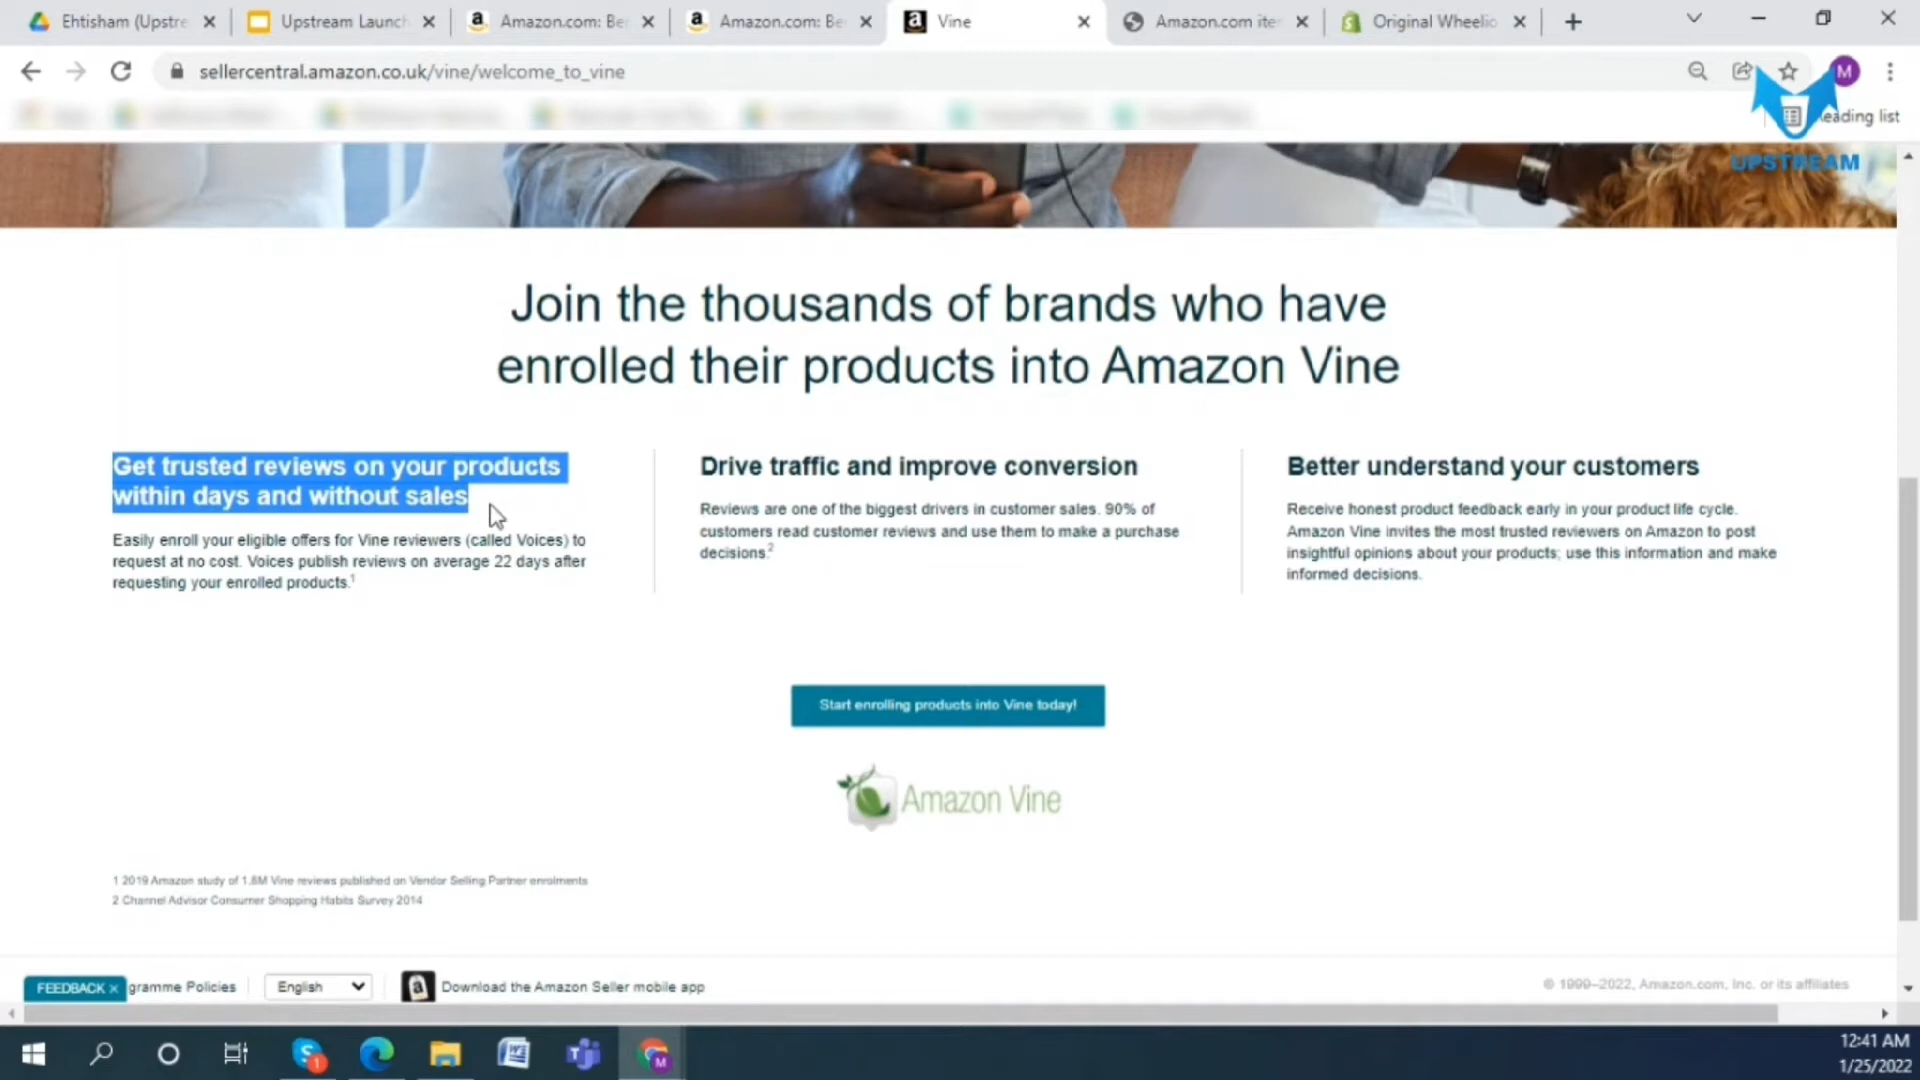 Ehtisham (Upstre
Upstream Launch
Amazon.com: Be
Amazon.com: Be
Vine
Amazon.com ite
Original Wheelio
sellercentral.amazon.co.uk/vine/welcome_to_vine
M
eading list
UPSTREAM
Join the thousands of brands who have
enrolled their products into Amazon Vine
Get trusted reviews on your products
within days and without sales
Easily enroll your eligible offers for Vine reviewers (called Voices) to
request at no cost. Voices publish reviews on average 22 days after
requesting your enrolled products.1
Drive traffic and improve conversion
Reviews are one of the biggest drivers in customer sales. 90% of
customers read customer reviews and use them to make a purchase
decisions.2
Better understand your customers
Receive honest product feedback early in your product life cycle.
Amazon Vine invites the most trusted reviewers on Amazon to post
insightful opinions about your products; use this information and make
informed decisions.
Start enrolling products into Vine today!
Amazon Vine
1 2019 Amazon study of 1.8M Vine reviews published on Vendor Selling Partner enrolments
2 Channel Advisor Consumer Shopping Habits Survey 2014
FEEDBACK ×
gramme Policies
English
Download the Amazon Seller mobile app
© 1999–2022, Amazon.com, Inc. or its affiliates
12:41 AM
1/25/2022